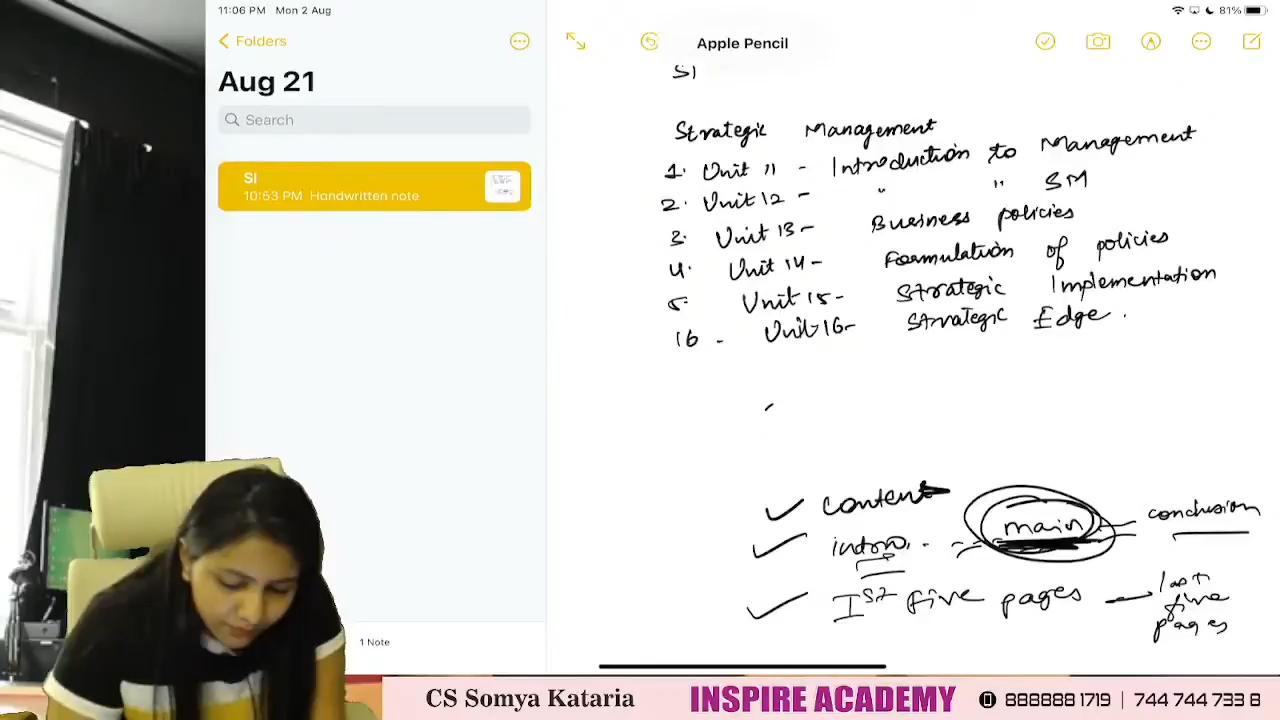 11:06 PM Mon 2 Aug
81%
Folders
Apple Pencil
Aug 21
Search
SI
10:53 PM Handwritten note
1 Note
SI
Strategic Management
1. Unit 11 - Introduction to Management
2. Unit 12 - " " SM
3. Unit 13 - Business policies
4. Unit 14 - Formulation of policies
5. Unit 15 - Strategic Implementation
16 - Unit 16 - Strategic Edge.
content
intro. main conclusion
Ist five pages - last five pages
CS Somya Kataria INSPIRE ACADEMY 888888 1719 | 744 744 733 8